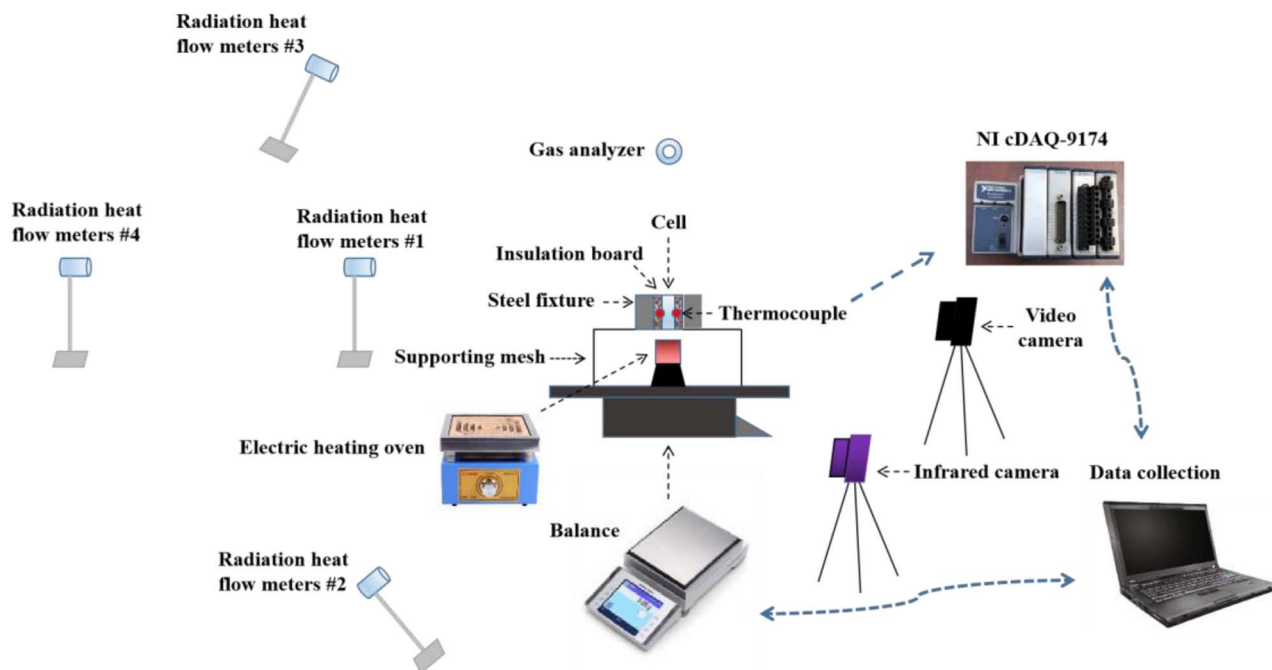 Radiation heat
flow meters #3
Gas analyzer
NI cDAQ-9174
Radiation heat
flow meters #4
Radiation heat
flow meters #1
Cell
Insulation board
Steel fixture
Thermocouple
Video
camera
Supporting mesh
Electric heating oven
Infrared camera
Data collection
Balance
Radiation heat
flow meters #2